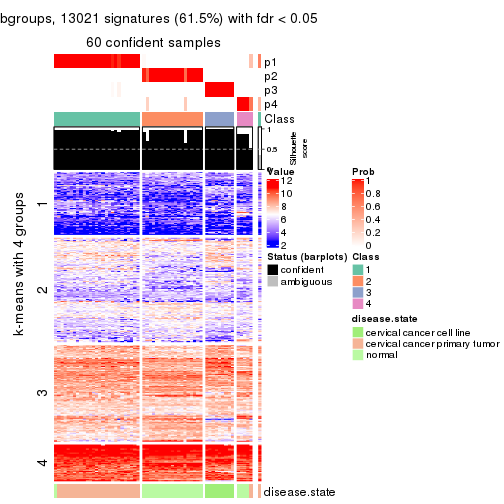 bgroups, 13021 signatures (61.5%) with fdr < 0.05
60 confident samples
p1
p2
p3
p4
Class
1
0.5
0
Silhouette
score
k-means with 4 groups
1
2
3
4
disease.state
Value
12
10
8
6
4
2
Status (barplots)
confident
ambiguous
Prob
1
0.8
0.6
0.4
0.2
0
Class
1
2
3
4
disease.state
cervical cancer cell line
cervical cancer primary tumor
normal